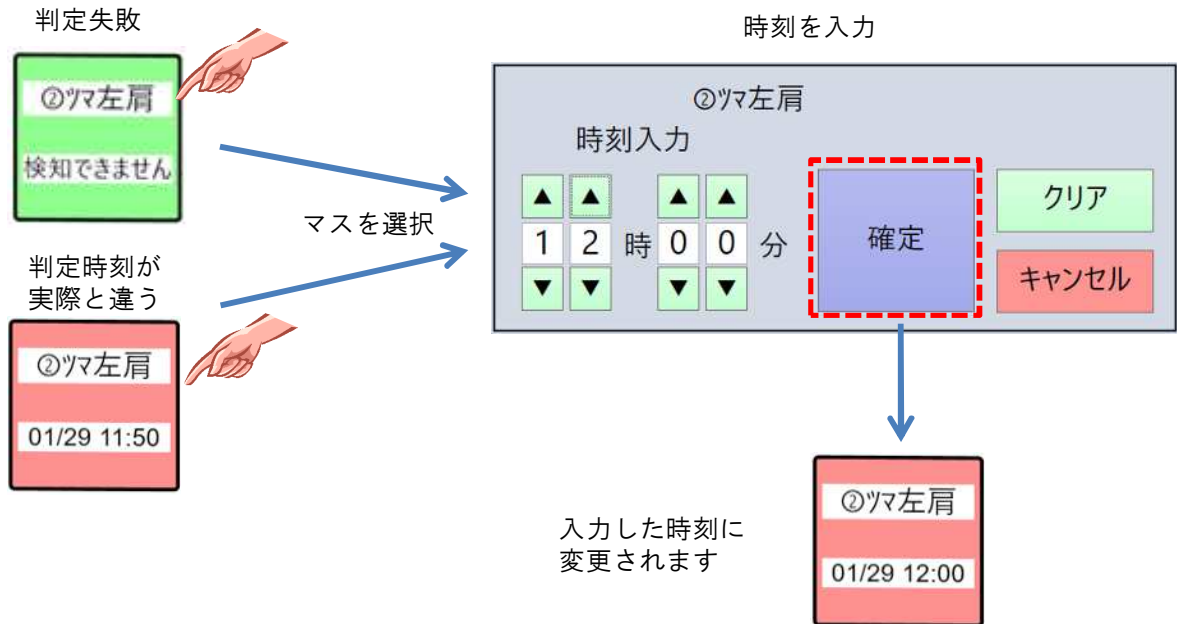 判定失敗
②ﾂﾏ左肩
検知できません
判定時刻が
実際と違う
②ﾂﾏ左肩
01/29 11:50
マスを選択
時刻を入力
②ﾂﾏ左肩
時刻入力
▲ ▲ ▲ ▲
1 2 時 0 0 分
▼ ▼ ▼ ▼
確定
クリア
キャンセル
入力した時刻に
変更されます
②ﾂﾏ左肩
01/29 12:00